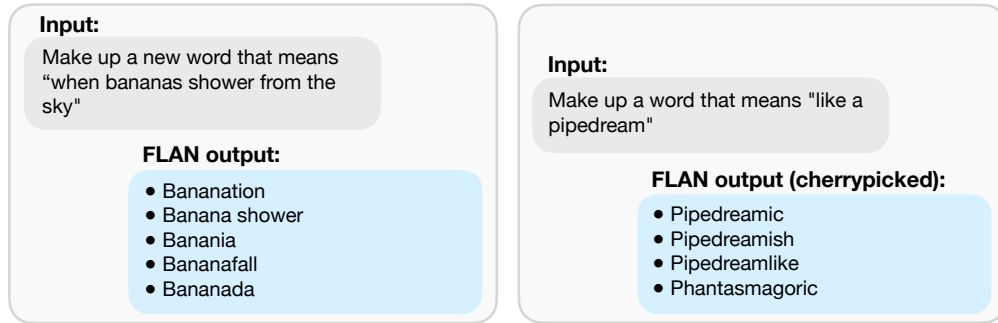 Input:
Make up a new word that means
“when bananas shower from the
sky"
FLAN output:
• Bananation
• Banana shower
• Banania
• Bananafall
• Bananada
Input:
Make up a word that means "like a
pipedream"
FLAN output (cherrypicked):
• Pipedreamic
• Pipedreamish
• Pipedreamlike
• Phantasmagoric